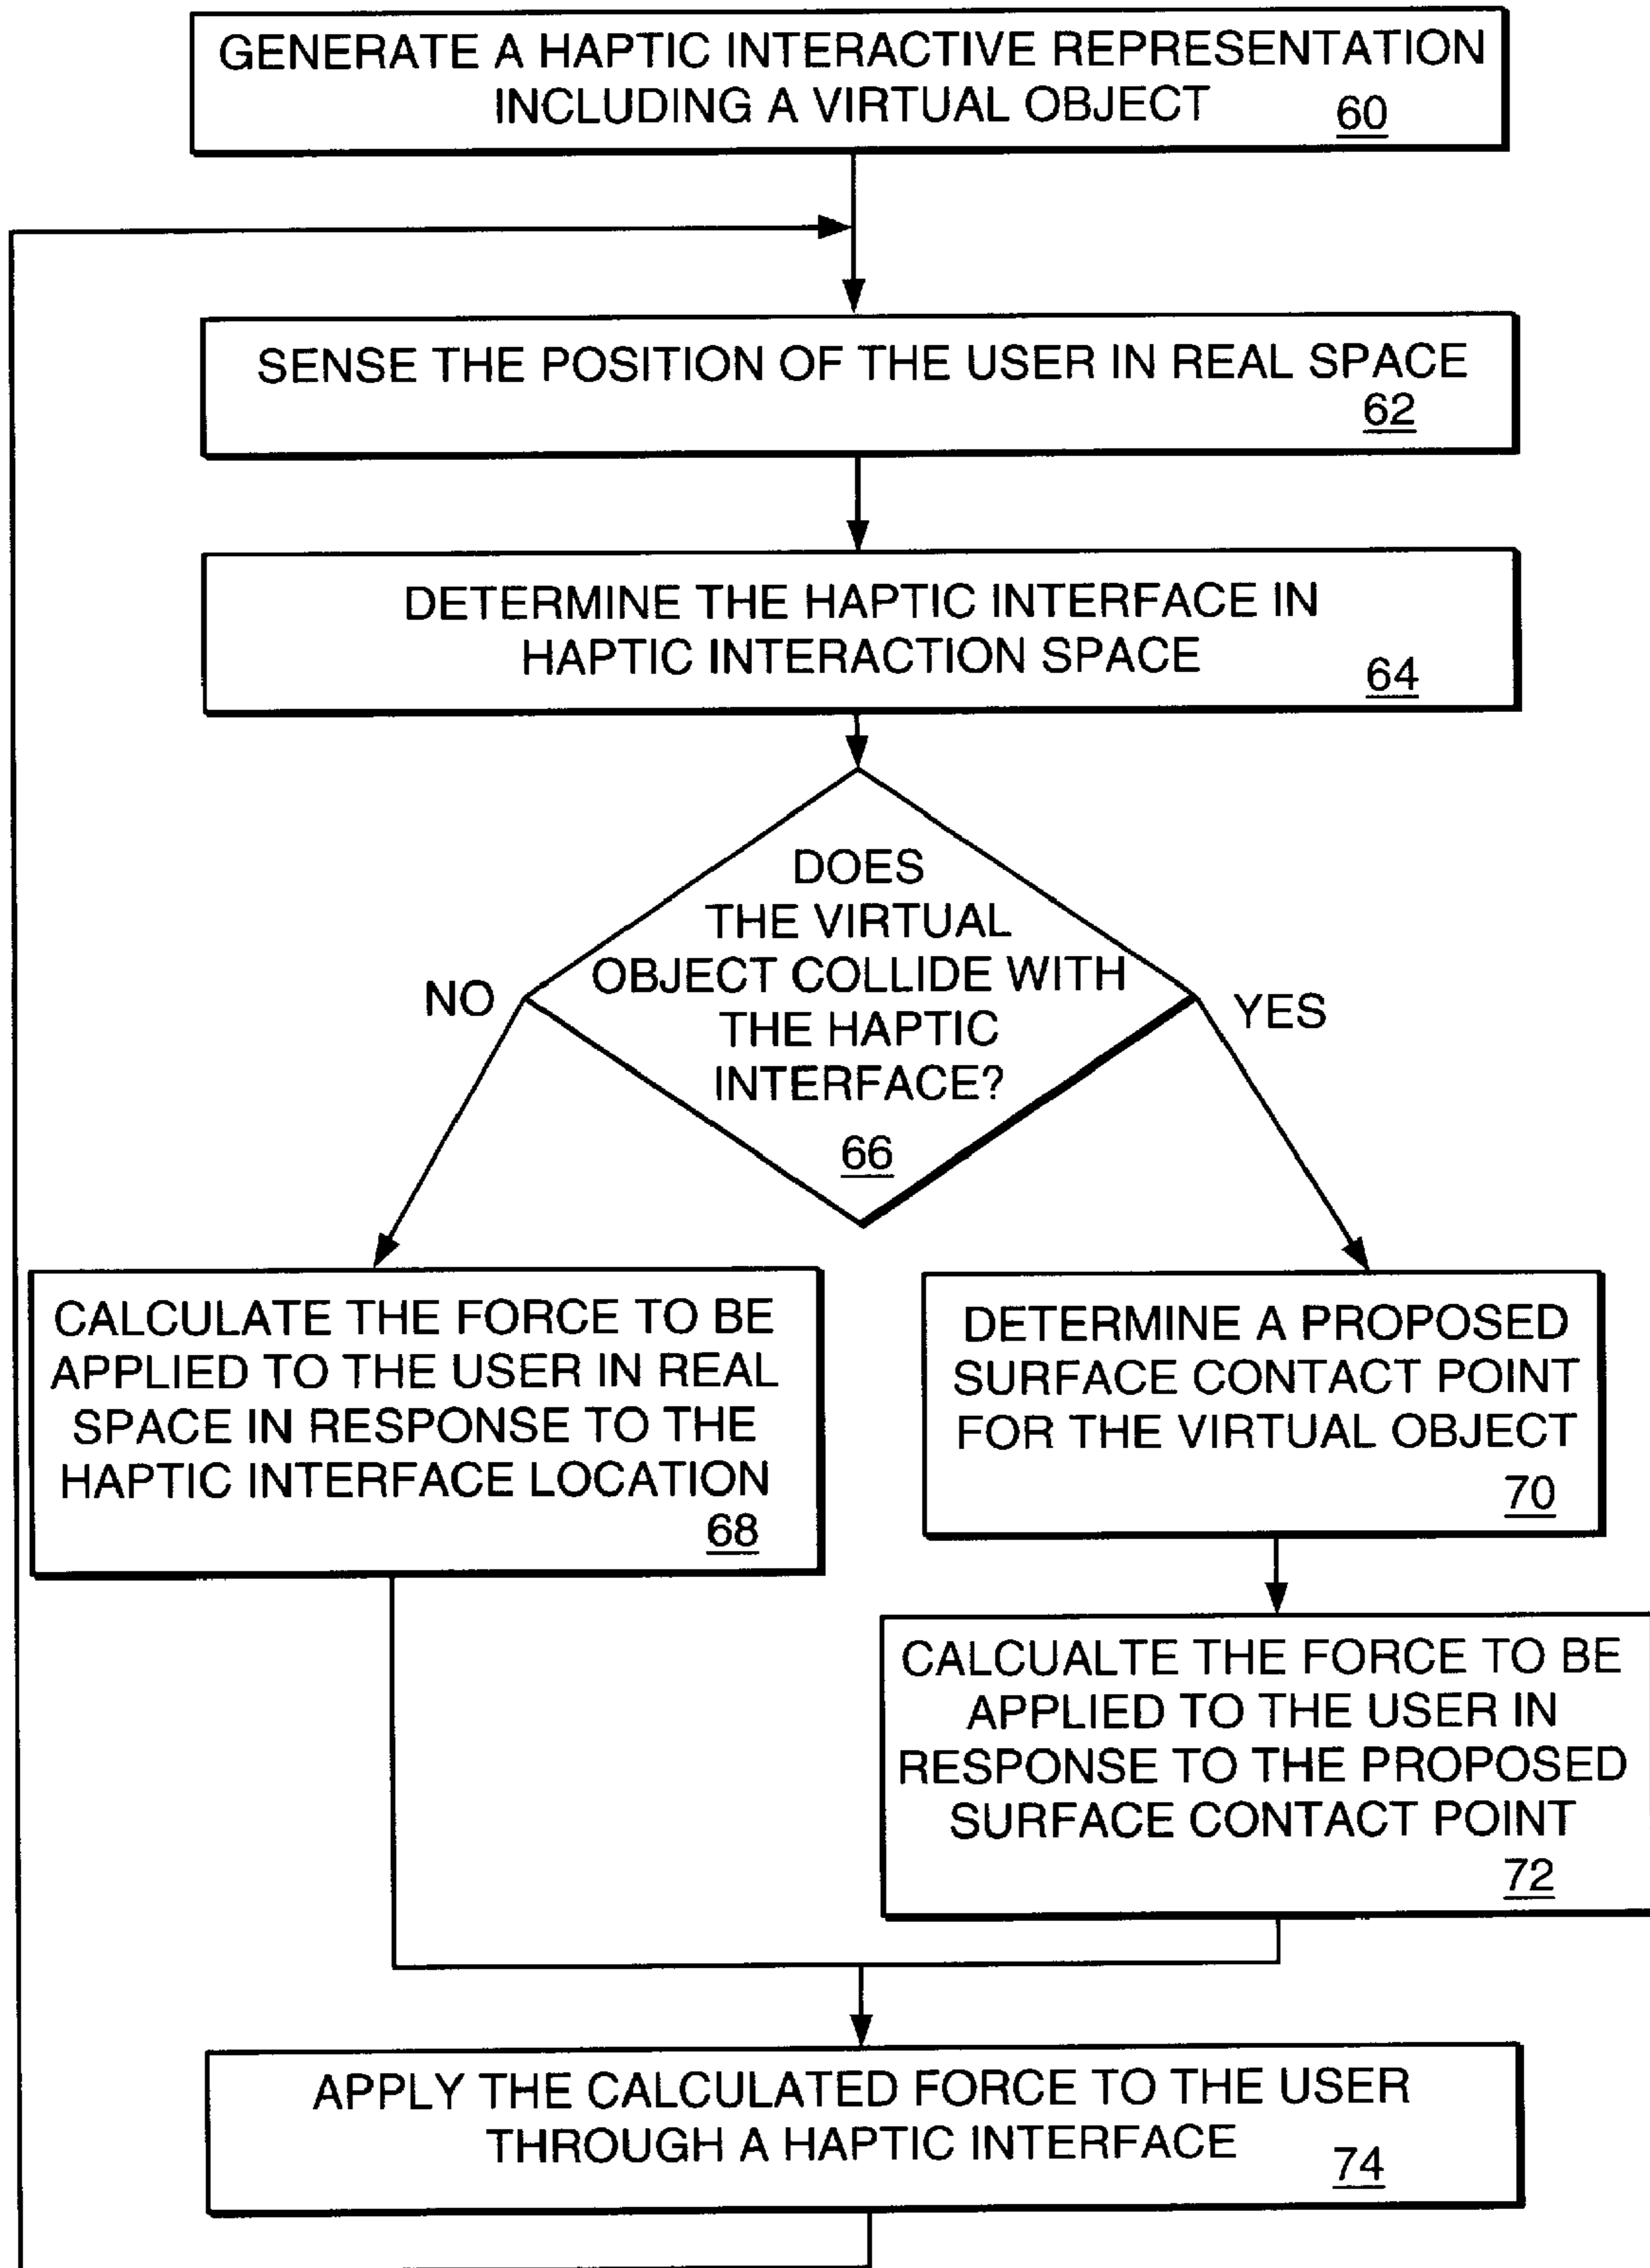 GENERATE A HAPTIC INTERACTIVE REPRESENTATION
INCLUDING A VIRTUAL OBJECT
60
SENSE THE POSITION OF THE USER IN REAL SPACE
62
DETERMINE THE HAPTIC INTERFACE IN
HAPTIC INTERACTION SPACE
64
DOES
THE VIRTUAL
OBJECT COLLIDE WITH
THE HAPTIC
INTERFACE?
66
NO
YES
CALCULATE THE FORCE TO BE
APPLIED TO THE USER IN REAL
SPACE IN RESPONSE TO THE
HAPTIC INTERFACE LOCATION
68
DETERMINE A PROPOSED
SURFACE CONTACT POINT
FOR THE VIRTUAL OBJECT
70
CALCUALTE THE FORCE TO BE
APPLIED TO THE USER IN
RESPONSE TO THE PROPOSED
SURFACE CONTACT POINT
72
APPLY THE CALCULATED FORCE TO THE USER
THROUGH A HAPTIC INTERFACE
74